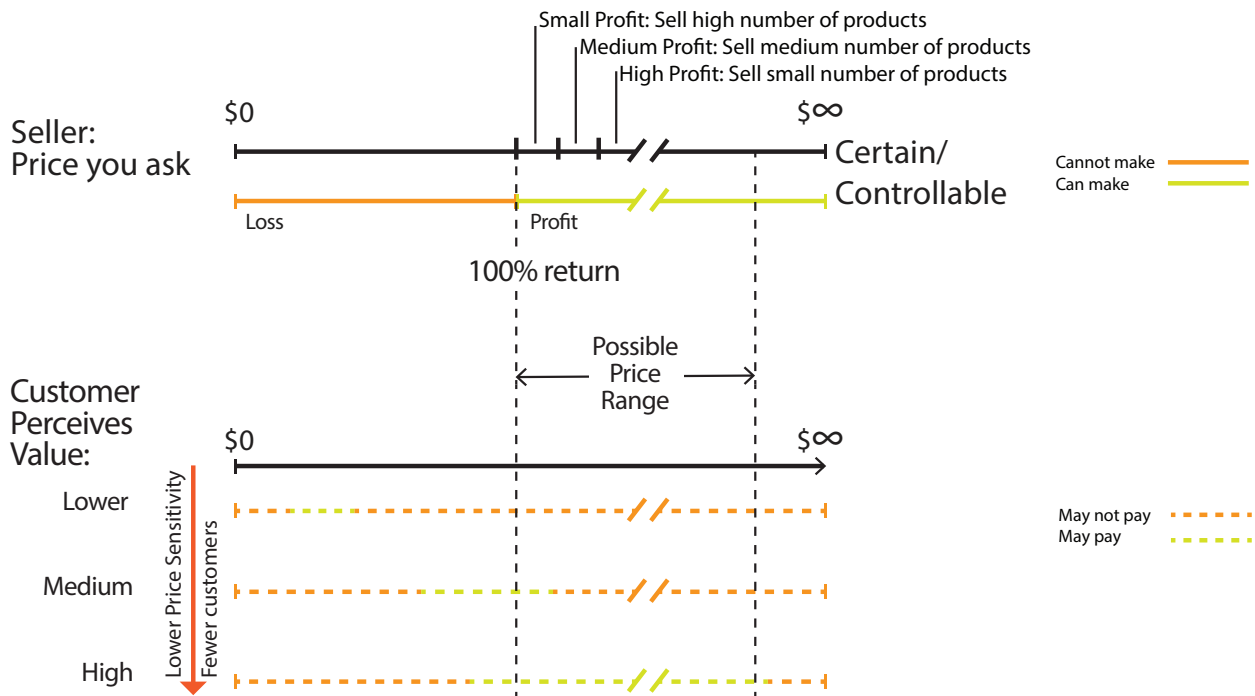 Small Profit: Sell high number of products
Medium Profit: Sell medium number of products
High Profit: Sell small number of products
$0
$∞
Seller:
Price you ask
Certain/
Controllable
Cannot make
Can make
Loss
Profit
100% return
Possible
Price
Range
Customer
Perceives
Value:
$0
$∞
Lower
Medium
High
Lower Price Sensitivity
Fewer customers
May not pay
May pay